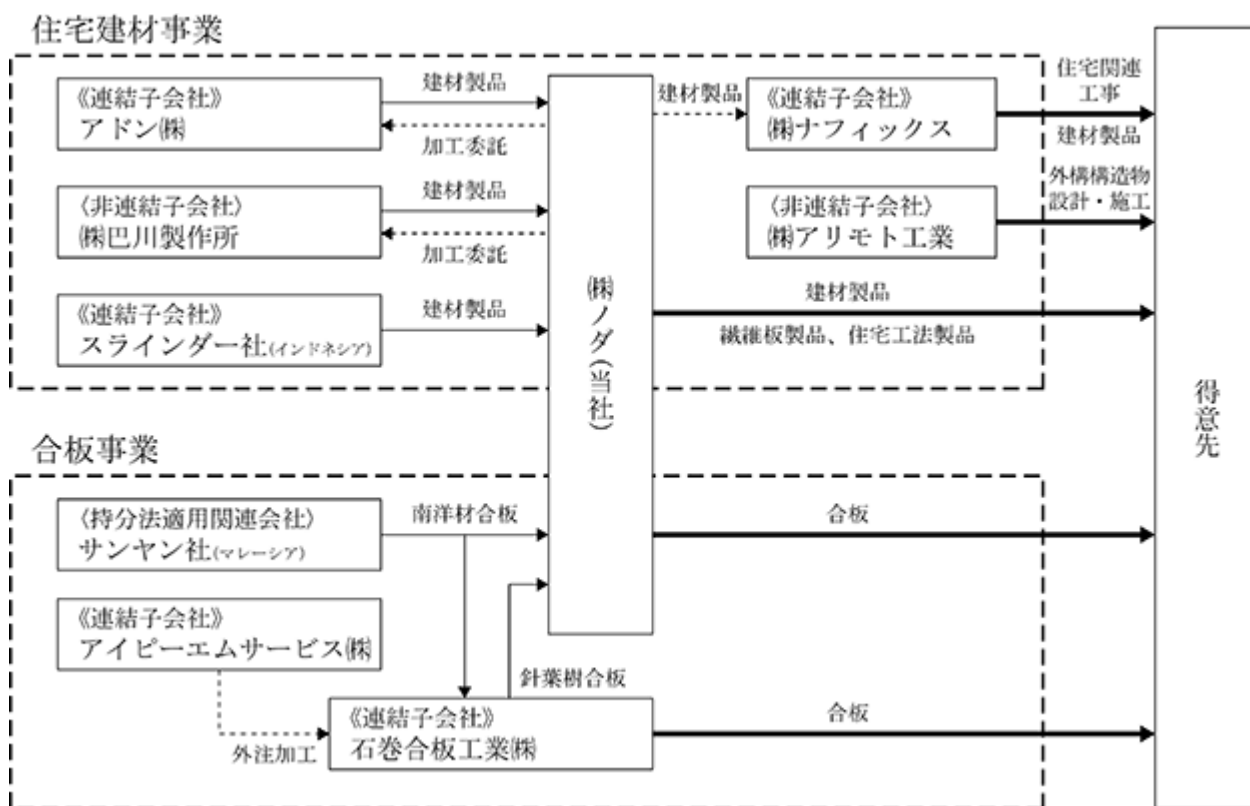 住宅建材事業
《連結子会社》
アドン㈱
建材製品
加工委託
〈非連結子会社〉
㈱巴川製作所
建材製品
加工委託
《連結子会社》
スラインダー社(インドネシア)
建材製品
㈱ノダ(当社)
建材製品
《連結子会社》
㈱ナフィックス
住宅関連
工事
建材製品
〈非連結子会社〉
㈱アリモト工業
外構構造物
設計・施工
建材製品
繊維板製品、住宅工法製品
得意先
合板事業
〈持分法適用関連会社〉
サンヤン社(マレーシア)
南洋材合板
合板
《連結子会社》
アイピーエムサービス㈱
外注加工
針葉樹合板
《連結子会社》
石巻合板工業㈱
合板